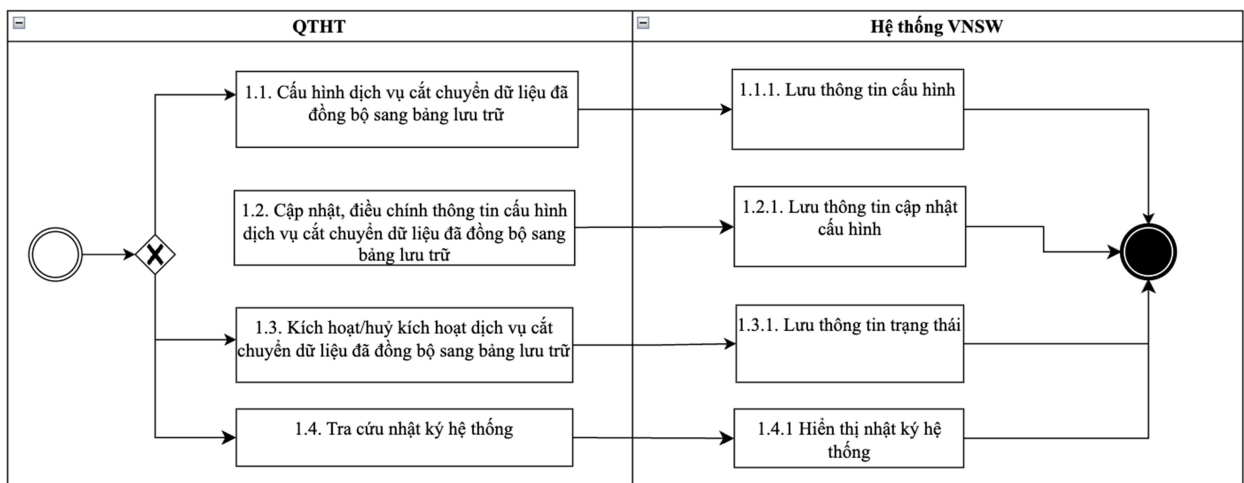 QTHT
Hệ thống VNSW
1.1. Cấu hình dịch vụ cắt chuyển dữ liệu đã
đồng bộ sang bảng lưu trữ
1.1.1. Lưu thông tin cấu hình
1.2. Cập nhật, điều chính thông tin cấu hình
dịch vụ cắt chuyển dữ liệu đã đồng bộ sang
bảng lưu trữ
1.2.1. Lưu thông tin cập nhật
cấu hình
1.3. Kích hoạt/huỷ kích hoạt dịch vụ cắt
chuyển dữ liệu đã đồng bộ sang bảng lưu trữ
1.3.1. Lưu thông tin trạng thái
1.4. Tra cứu nhật ký hệ thống
1.4.1 Hiển thị nhật ký hệ
thống